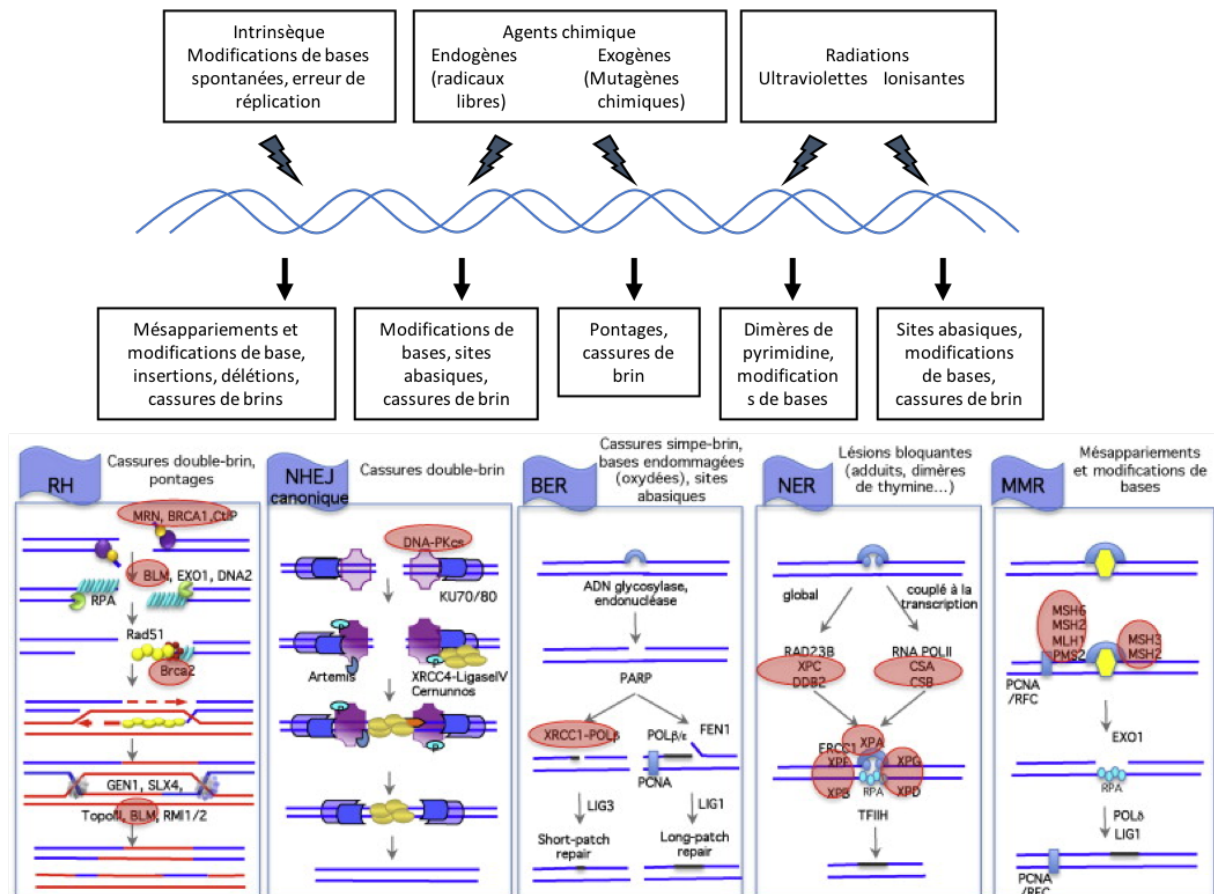 Intrinsèque
Modifications de bases
spontanées, erreur de
réplication
Agents chimique
Endogènes
(radicaux
libres)
Exogènes
(Mutagènes
chimiques)
Radiations
Ultraviolettes Ionisantes
Mésappariements et
modifications de base,
insertions, délétions,
cassures de brins
Modifications de
bases, sites
abasiques,
cassures de brin
Pontages,
cassures de
brin
Dimères de
pyrimidine,
modification
s de bases
Sites abasiques,
modifications
de bases,
cassures de brin
RH
Cassures double-brin,
pontages
MRN, BRCA1,CtIP
BLM, EXO1, DNA2
RPA
Rad51
Brca2
GEN1, SLX4,
TopoIII, BLM, RMI1/2
NHEJ
canonique
Cassures double-brin
DNA-PKcs
KU70/80
Artemis
XRCC4-LigaseIV
Cernunnos
BER
Cassures simpe-brin,
bases endommagées
(oxydées), sites
abasiques
ADN glycosylase,
endonucléase
PARP
XRCC1-POLβ
POLβ/ε
FEN1
PCNA
LIG3
LIG1
Short-patch
repair
Long-patch
repair
NER
Lésions bloquantes
(adduits, dimères
de thymine...)
global
couplé à la
transcription
RAD23B
XPC
DDB2
RNA POLII
CSA
CSB
ERCC1
XPF
XPA
XPG
XPB
RPA
XPD
TFIIH
MMR
Mésappariements
et modifications de
bases
MSH6
MSH2
MLH1
PMS2
MSH3
MSH2
PCNA
/RFC
EXO1
RPA
POLδ
LIG1
PCNA
/RFC